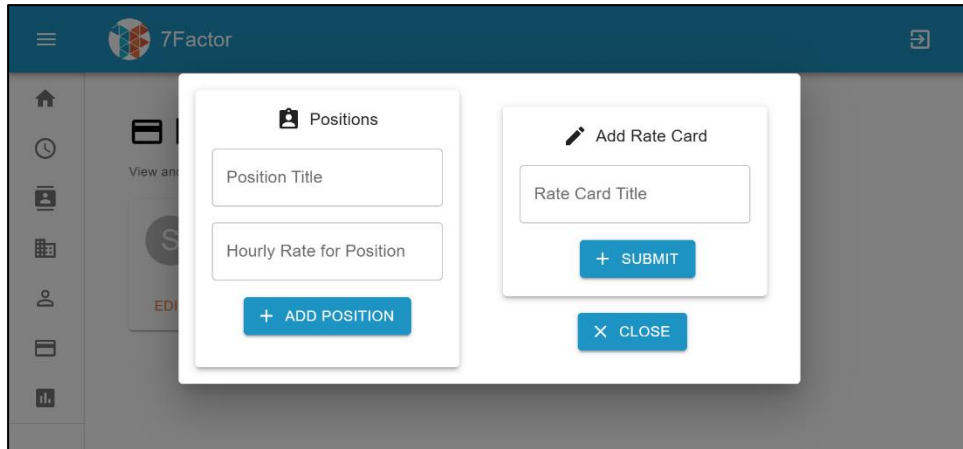 7Factor
Positions
Position Title
Hourly Rate for Position
+ ADD POSITION
Add Rate Card
Rate Card Title
+ SUBMIT
× CLOSE
View an
S
EDI